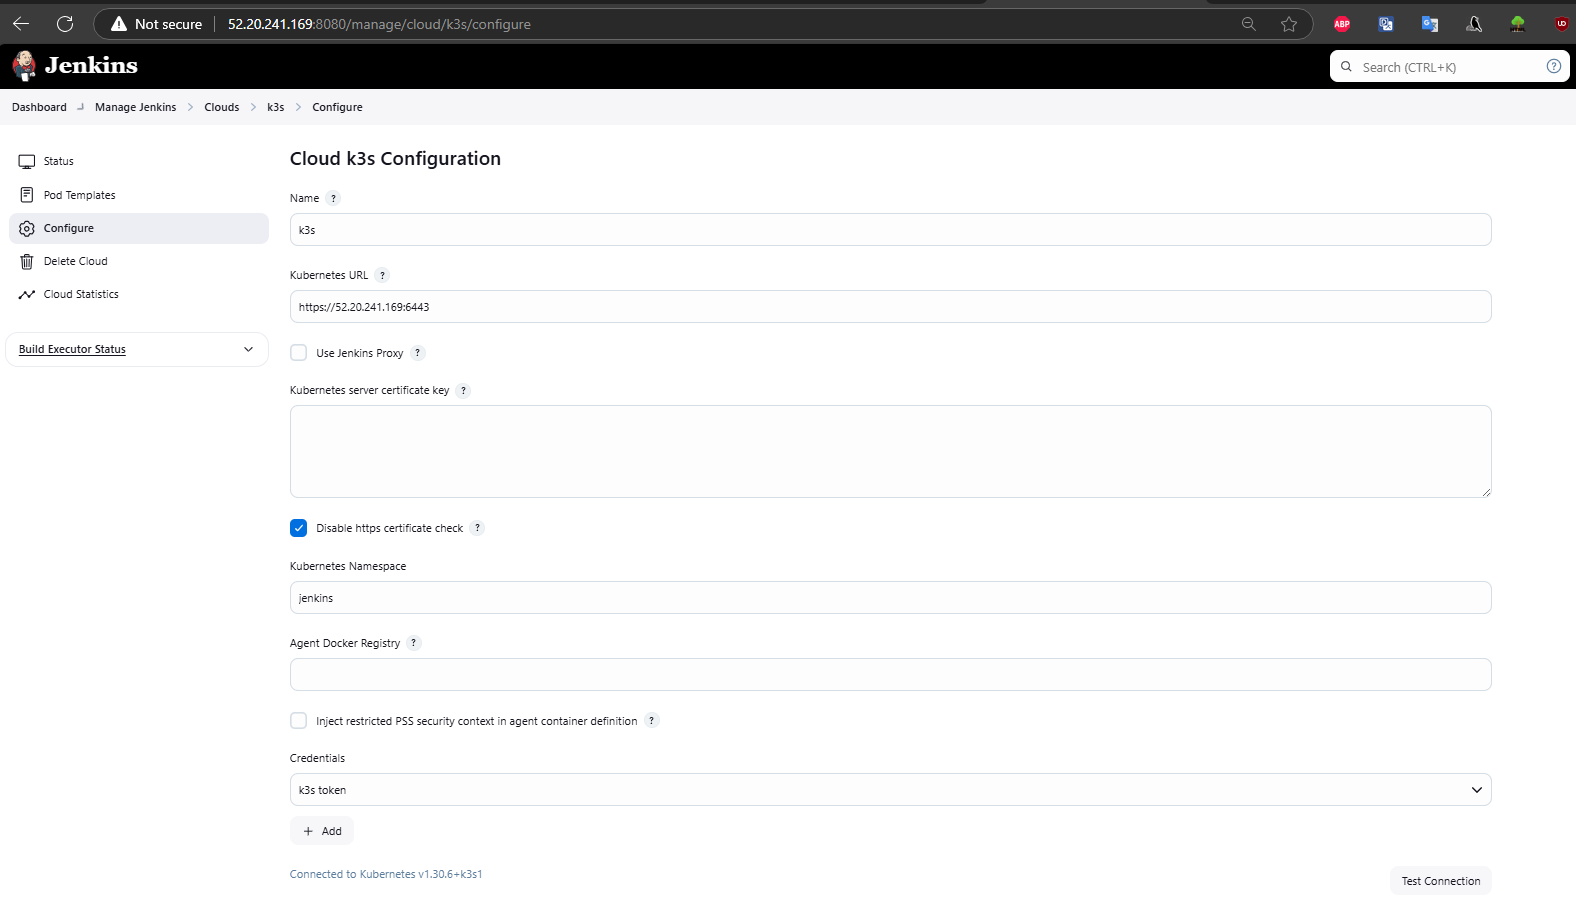 Not secure
52.20.241.169:8080/manage/cloud/k3s/configure
ABP
UD
Jenkins
Search (CTRL+K)
?
Dashboard
Manage Jenkins
Clouds
k3s
Configure
Status
Pod Templates
Configure
Delete Cloud
Cloud Statistics
Build Executor Status
Cloud k3s Configuration
Name ?
k3s
Kubernetes URL ?
https://52.20.241.169:6443
Use Jenkins Proxy ?
Kubernetes server certificate key ?
Disable https certificate check ?
Kubernetes Namespace
jenkins
Agent Docker Registry ?
Inject restricted PSS security context in agent container definition ?
Credentials
k3s token
+ Add
Connected to Kubernetes v1.30.6+k3s1
Test Connection